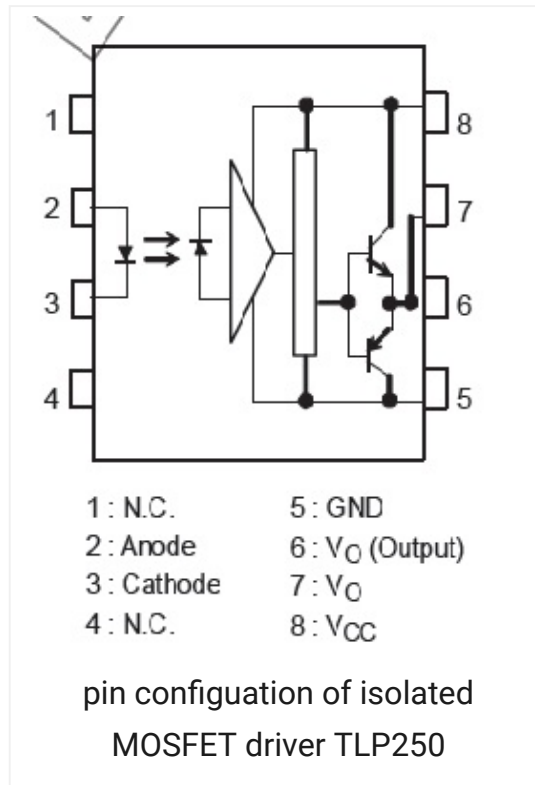 1
8
2
7
3
6
4
5
1 : N.C.
5 : GND
2 : Anode
6 : VO (Output)
3 : Cathode
7 : VO
4 : N.C.
8 : VCC
pin configuation of isolated
MOSFET driver TLP250